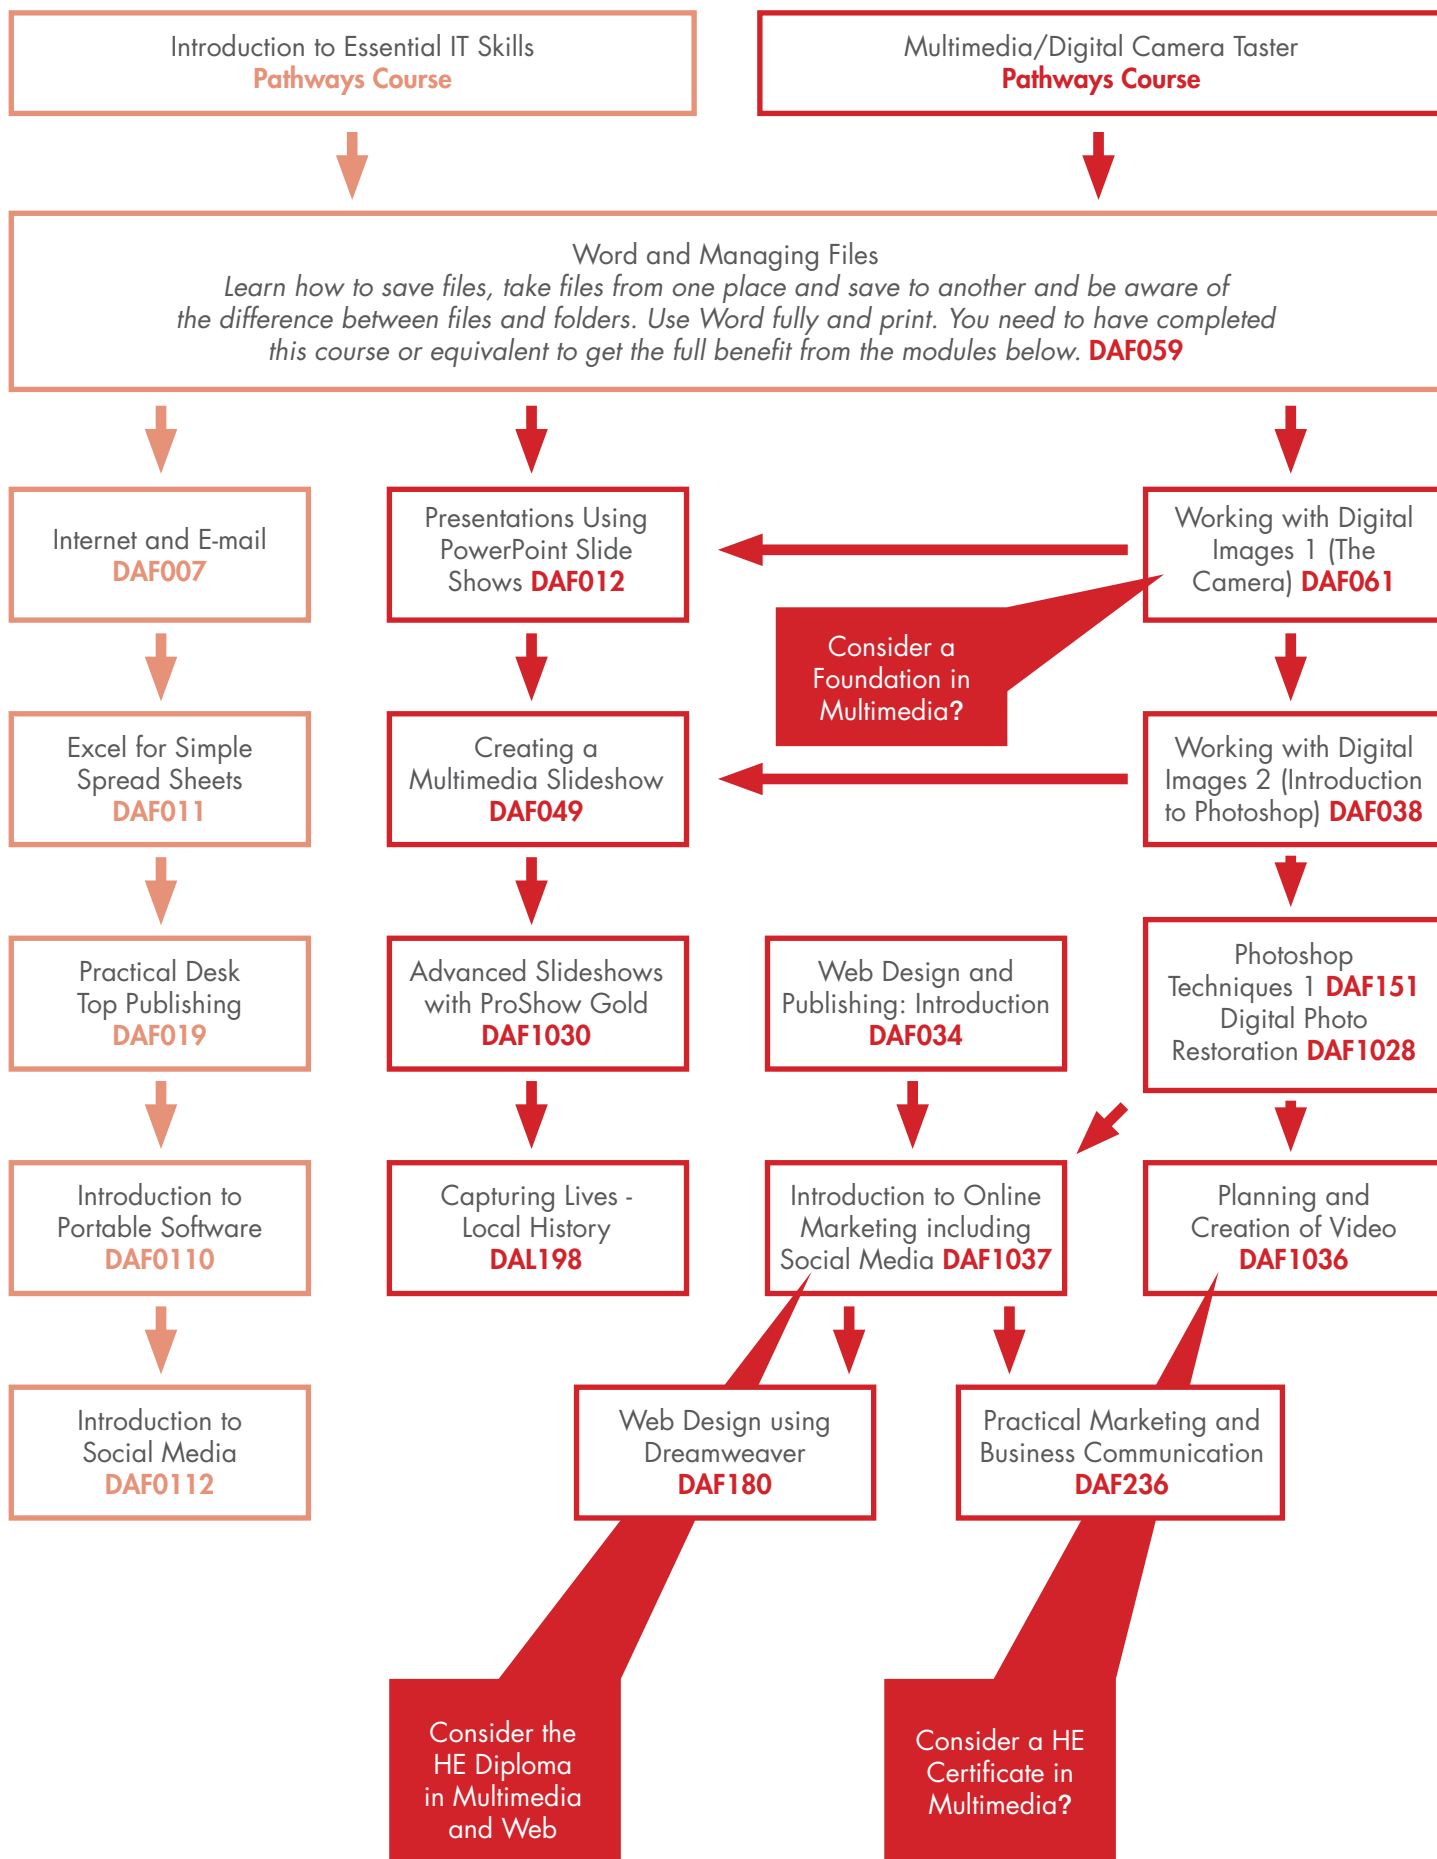 Introduction to Essential IT Skills
Pathways Course
Multimedia/Digital Camera Taster
Pathways Course
Word and Managing Files
Learn how to save files, take files from one place and save to another and be aware of
the difference between files and folders. Use Word fully and print. You need to have completed
this course or equivalent to get the full benefit from the modules below. DAF059
Internet and E-mail
DAF007
Presentations Using
PowerPoint Slide
Shows DAF012
Working with Digital
Images 1 (The
Camera) DAF061
Consider a
Foundation in
Multimedia?
Excel for Simple
Spread Sheets
DAF011
Creating a
Multimedia Slideshow
DAF049
Working with Digital
Images 2 (Introduction
to Photoshop) DAF038
Practical Desk
Top Publishing
DAF019
Advanced Slideshows
with ProShow Gold
DAF1030
Web Design and
Publishing: Introduction
DAF034
Photoshop
Techniques 1 DAF151
Digital Photo
Restoration DAF1028
Introduction to
Portable Software
DAF0110
Capturing Lives -
Local History
DAL198
Introduction to Online
Marketing including
Social Media DAF1037
Planning and
Creation of Video
DAF1036
Introduction to
Social Media
DAF0112
Web Design using
Dreamweaver
DAF180
Practical Marketing and
Business Communication
DAF236
Consider the
HE Diploma
in Multimedia
and Web
Consider a HE
Certificate in
Multimedia?